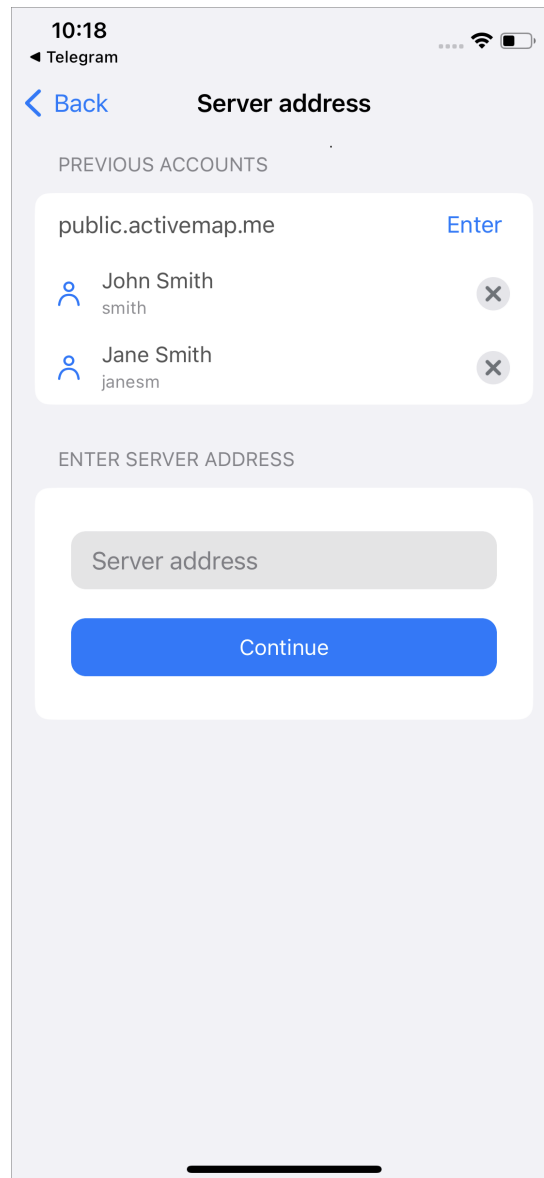 10:18
◀ Telegram
Back
Server address
PREVIOUS ACCOUNTS
public.activemap.me
Enter
John Smith
smith
Jane Smith
janesm
ENTER SERVER ADDRESS
Server address
Continue